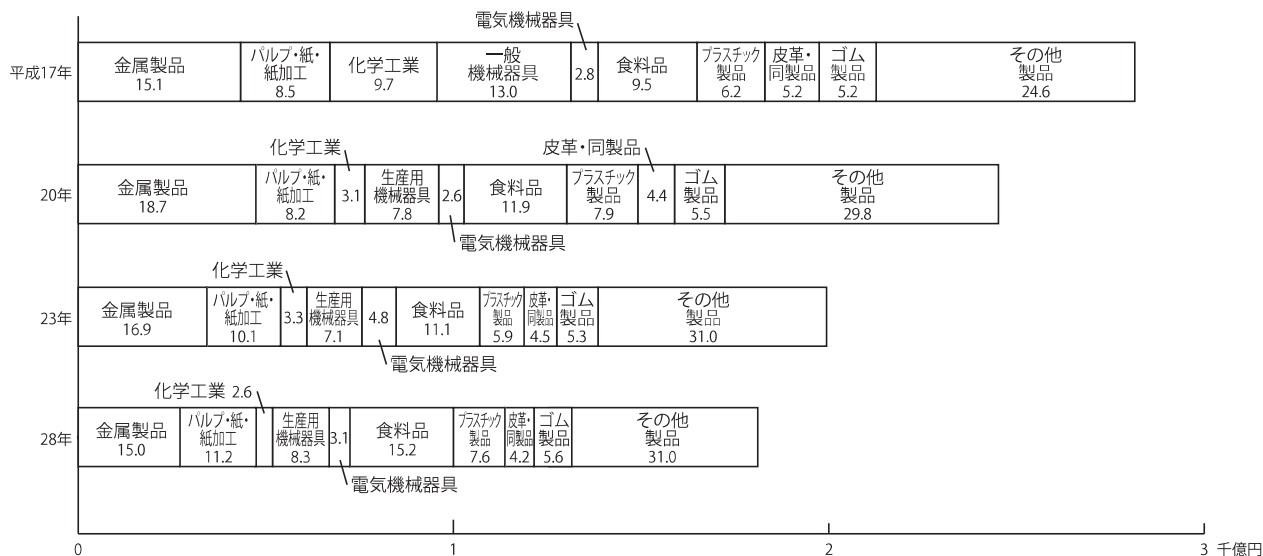 電気機械器具
平成17年
金属製品
15.1
パルプ・紙・
紙加工
8.5
化学工業
9.7
一般
機械器具
13.0
2.8
食料品
9.5
プラスチック
製品
6.2
皮革・
同製品
5.2
ゴム
製品
5.2
その他
製品
24.6
化学工業
皮革・同製品
20年
金属製品
18.7
パルプ・紙・
紙加工
8.2
3.1
生産用
機械器具
7.8
2.6
食料品
11.9
プラスチック
製品
7.9
4.4
ゴム
製品
5.5
その他
製品
29.8
電気機械器具
化学工業
23年
金属製品
16.9
パルプ・紙・
紙加工
10.1
3.3
生産用
機械器具
7.1
4.8
食料品
11.1
プラスチック
製品
5.9
皮革・
同製品
4.5
ゴム
製品
5.3
その他
製品
31.0
電気機械器具
化学工業 2.6
28年
金属製品
15.0
パルプ・紙・
紙加工
11.2
生産用
機械器具
8.3
3.1
食料品
15.2
プラスチック
製品
7.6
皮革・
同製品
4.2
ゴム
製品
5.6
その他
製品
31.0
電気機械器具
0 1 2 3 千億円